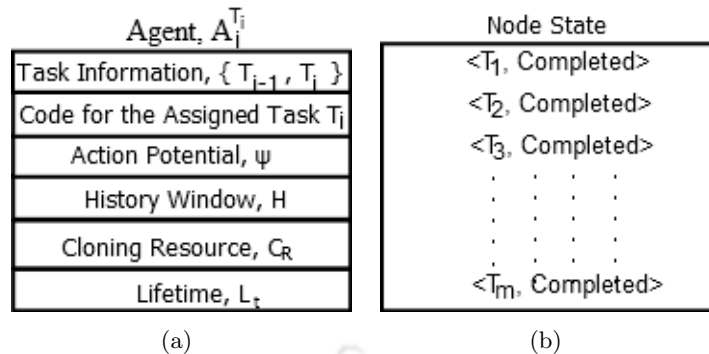 Agent, A_i^{T_i}
Task Information, { T_{i-1} , T_i }
Code for the Assigned Task T_i
Action Potential, ψ
History Window, H
Cloning Resource, C_R
Lifetime, L_t
(a)
Node State
<T_1, Completed>
<T_2, Completed>
<T_3, Completed>
<T_m, Completed>
(b)